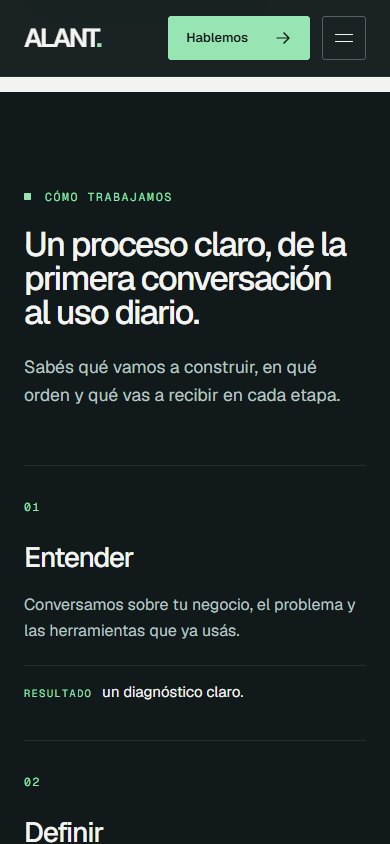 ALANT.
Hablemos
CÓMO TRABAJAMOS
Un proceso claro, de la
primera conversación
al uso diario.
Sabés qué vamos a construir, en qué
orden y qué vas a recibir en cada etapa.
01
Entender
Conversamos sobre tu negocio, el problema y
las herramientas que ya usás.
RESULTADO un diagnóstico claro.
02
Definir